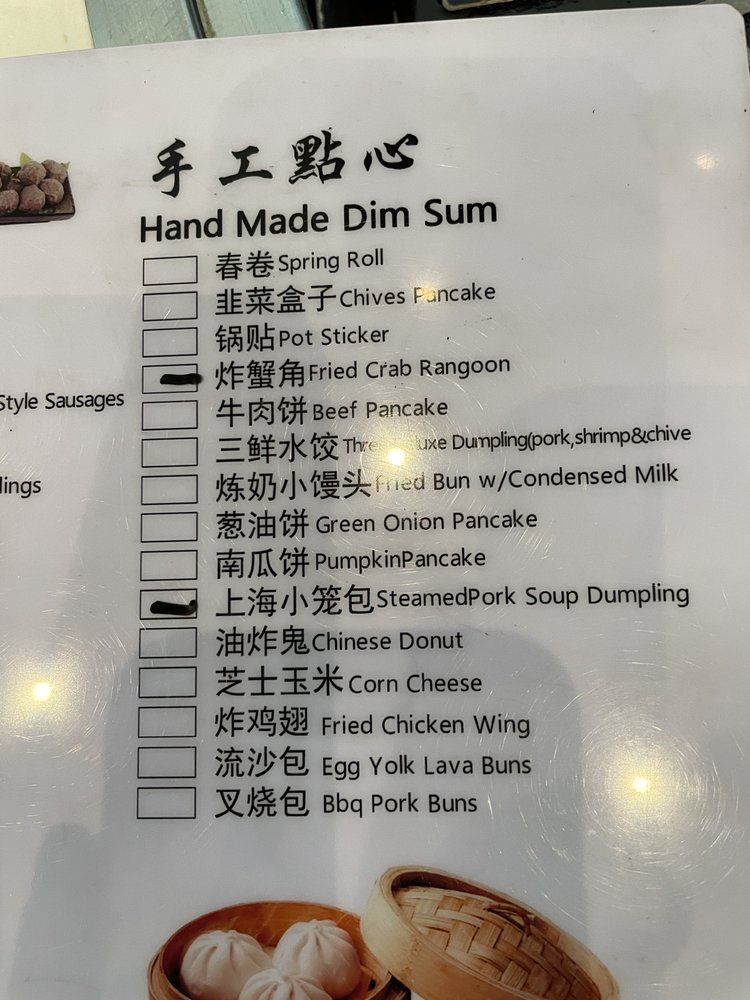 手工點心
Hand Made Dim Sum
春卷 Spring Roll
韭菜盒子 Chives Pancake
锅贴 Pot Sticker
炸蟹角 Fried Crab Rangoon
Style Sausages
牛肉饼 Beef Pancake
三鲜水饺 Dumpling(pork,shrimp&chive
lings
炼奶小馒头 Fried Bun w/Condensed Milk
葱油饼 Green Onion Pancake
南瓜饼 PumpkinPancake
上海小笼包 SteamedPork Soup Dumpling
油炸鬼 Chinese Donut
芝士玉米 Corn Cheese
炸鸡翅 Fried Chicken Wing
流沙包 Egg Yolk Lava Buns
叉烧包 Bbq Pork Buns